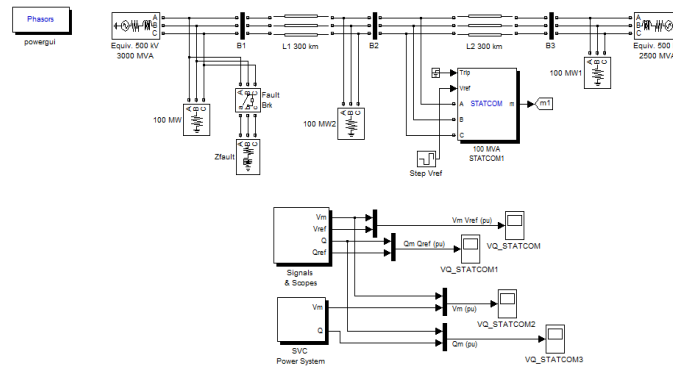 Phasors
powergui
A
B
C
Equiv. 500 kV
3000 MVA
B1
L1 300 km
B2
L2 300 km
B3
A
B
C
Equiv. 500
2500 MVA
A B C
100 MW
A B C
a b c
Fault
Brk
A B C
Zfault
A B C
100 MW2
Trip
Vref
A
B
C
STATCOM
m
m1
100 MVA
STATCOM1
Step Vref
100 MW1
A B C
Signals
& Scopes
Vm
Vref
Q
Qref
Vm Vref (pu)
VQ_STATCOM
Qm Qref (pu)
VQ_STATCOM1
SVC
Power System
Vm
Q
Vm (pu)
VQ_STATCOM2
Qm (pu)
VQ_STATCOM3